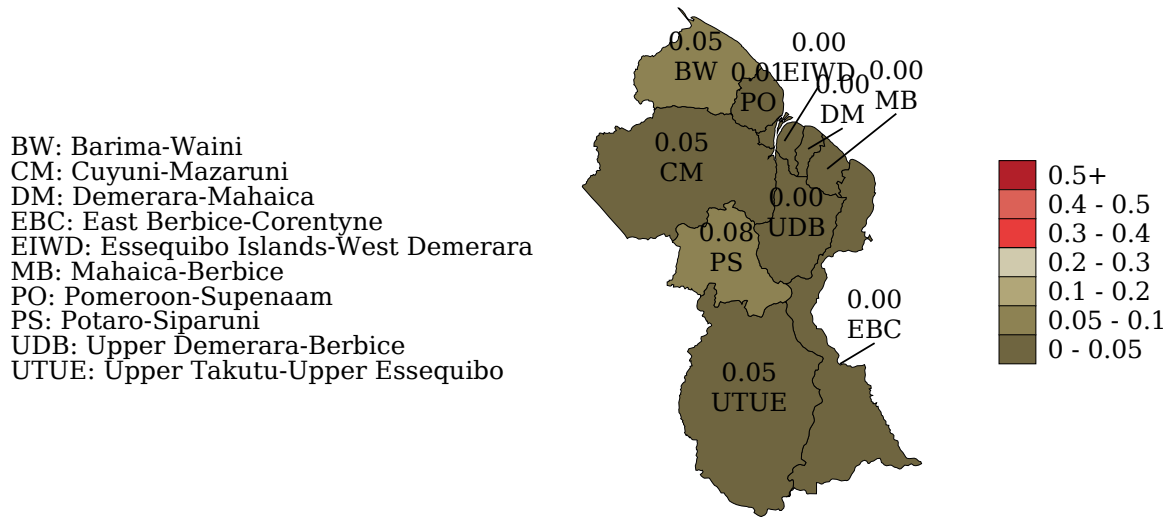 BW: Barima-Waini
CM: Cuyuni-Mazaruni
DM: Demerara-Mahaica
EBC: East Berbice-Corentyne
EIWD: Essequibo Islands-West Demerara
MB: Mahaica-Berbice
PO: Pomeroon-Supenaam
PS: Potaro-Siparuni
UDB: Upper Demerara-Berbice
UTUE: Upper Takutu-Upper Essequibo
0.05
BW
0.01
PO
0.00
EIWD
0.00
DM
0.00
MB
0.05
CM
0.00
UDB
0.08
PS
0.00
EBC
0.05
UTUE
0.5+
0.4 - 0.5
0.3 - 0.4
0.2 - 0.3
0.1 - 0.2
0.05 - 0.1
0 - 0.05